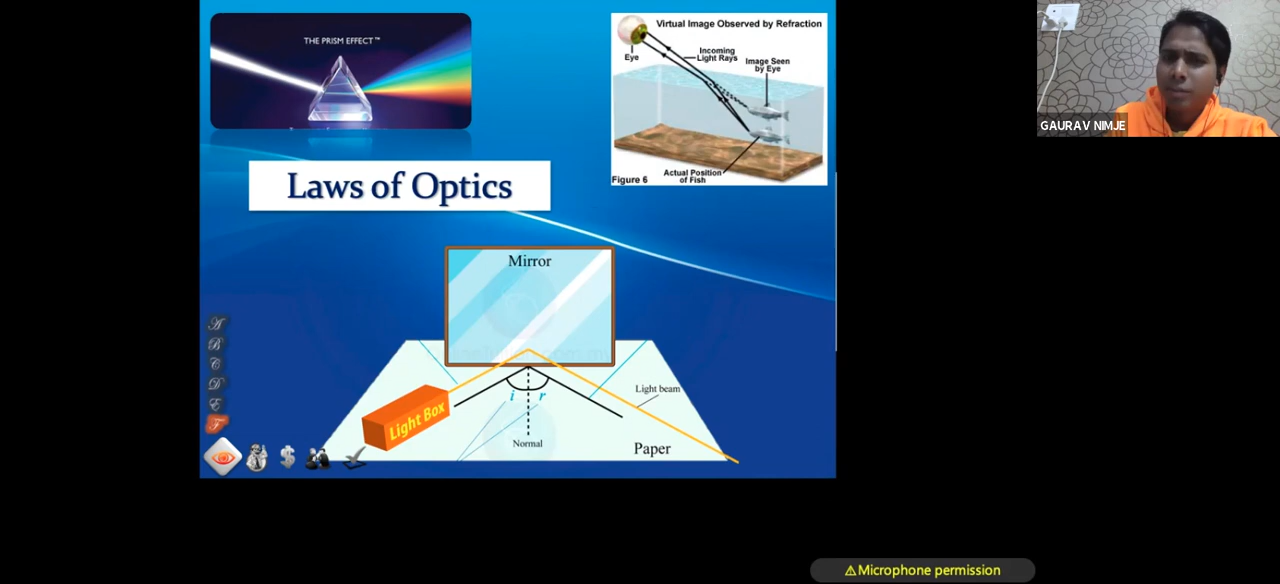 THE PRISM EFFECT™
Virtual Image Observed by Refraction
Eye
Incoming
Light Rays
Image Seen
by Eye
Actual Position
of Fish
Figure 6
GAURAV NIMJE
Laws of Optics
Mirror
A
B
C
D
E
F
Light Box
i r
Light beam
Normal
Paper
$
⚠Microphone permission